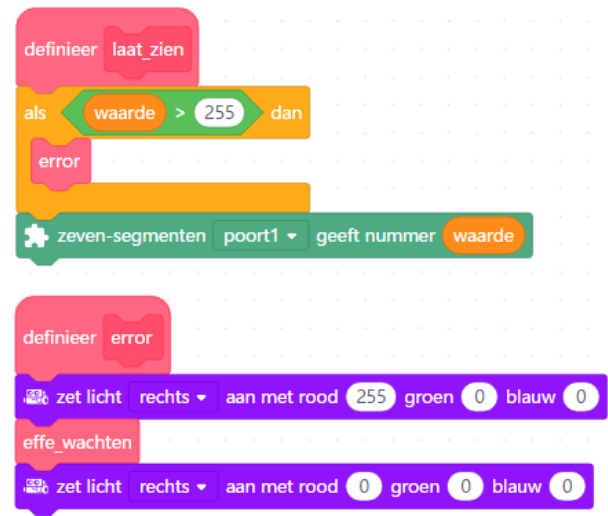 definieer laat_zien
als waarde > 255 dan
error
zeven-segmenten poort1 geeft nummer waarde
definieer error
zet licht rechts aan met rood 255 groen 0 blauw 0
effe_wachten
zet licht rechts aan met rood 0 groen 0 blauw 0